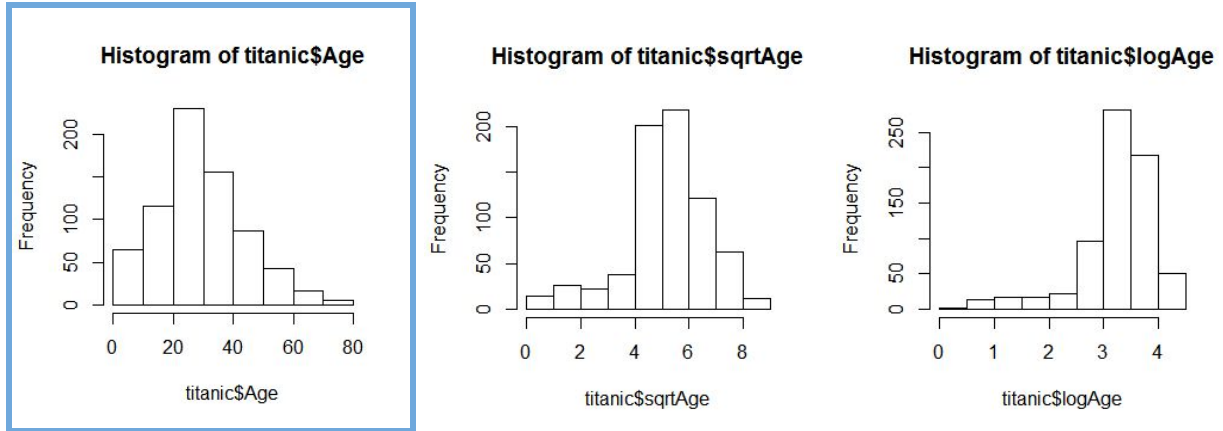 Histogram of titanic$Age
Frequency
0 50 100 200
0 20 40 60 80
titanic$Age
Histogram of titanic$sqrtAge
Frequency
0 50 100 200
0 2 4 6 8
titanic$sqrtAge
Histogram of titanic$logAge
Frequency
0 50 150 250
0 1 2 3 4
titanic$logAge